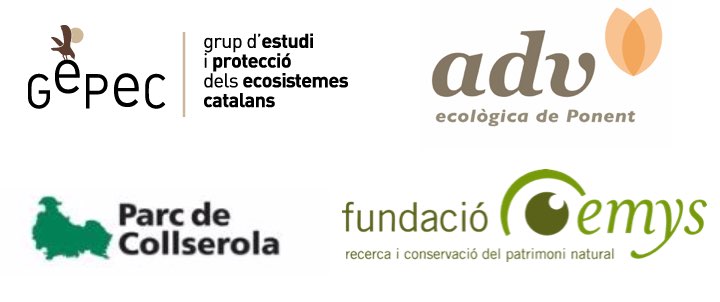 GEPEC
grup d'estudi
i protecció
dels ecosistemes
catalans
adv
ecològica de Ponent
Parc de
Collserola
fundació emys
recerca i conservació del patrimoni natural